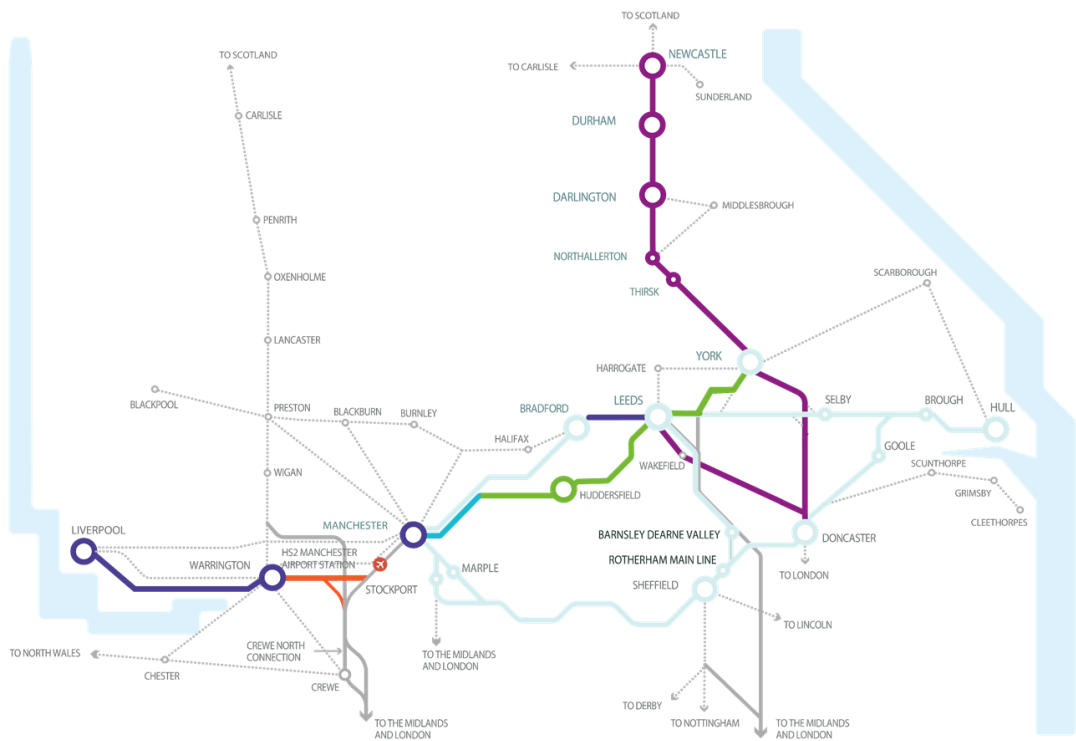 TO SCOTLAND
NEWCASTLE
TO SCOTLAND
TO CARLISLE
SUNDERLAND
CARLISLE
DURHAM
DARLINGTON
MIDDLESBROUGH
PENRITH
NORTHALLERTON
SCARBOROUGH
OXENHOLME
THIRSK
LANCASTER
YORK
HARROGATE
BLACKPOOL
PRESTON
BLACKBURN
BURNLEY
BRADFORD
LEEDS
SELBY
BROUGH
HULL
HALIFAX
GOOLE
WIGAN
WAKEFIELD
SCUNTHORPE
HUDDERSFIELD
GRIMSBY
CLEETHORPES
LIVERPOOL
MANCHESTER
BARNSLEY DEARNE VALLEY
DONCASTER
HS2 MANCHESTER
AIRPORT STATION
WARRINGTON
ROTHERHAM MAIN LINE
MARPLE
STOCKPORT
SHEFFIELD
TO LONDON
TO LINCOLN
TO NORTH WALES
CREWE NORTH
CONNECTION
TO THE MIDLANDS
AND LONDON
CHESTER
CREWE
TO DERBY
TO NOTTINGHAM
TO THE MIDLANDS
AND LONDON
TO THE MIDLANDS
AND LONDON